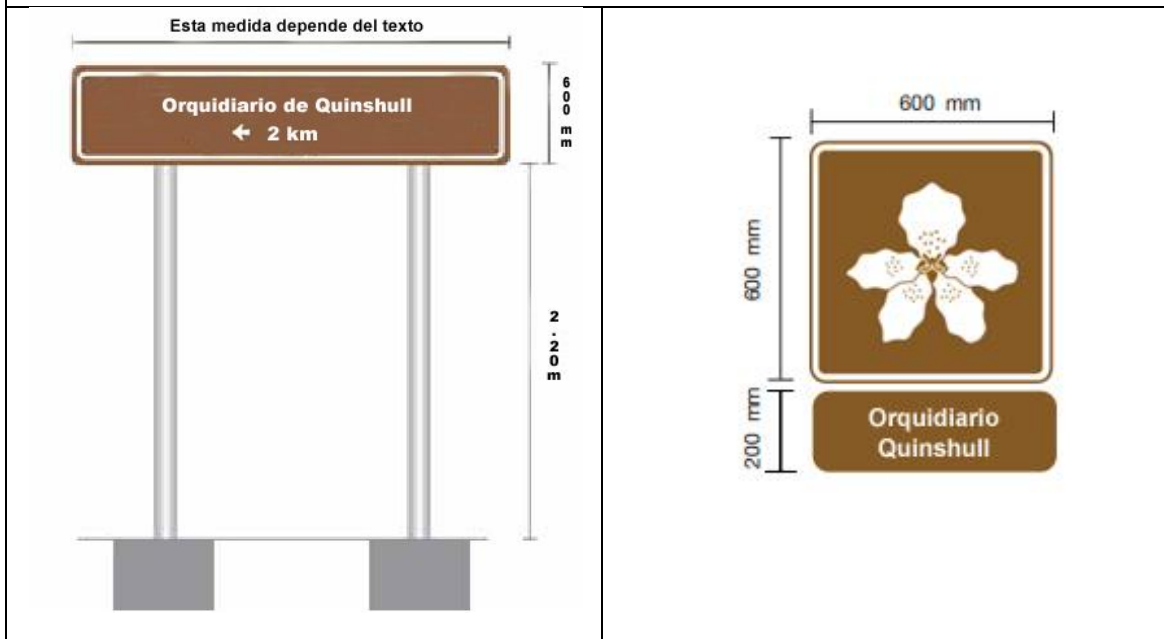 Esta medida depende del texto
Orquidiario de Quinshull
← 2 km
600 mm
2.20m
600 mm
600 mm
200 mm
Orquidiario
Quinshull